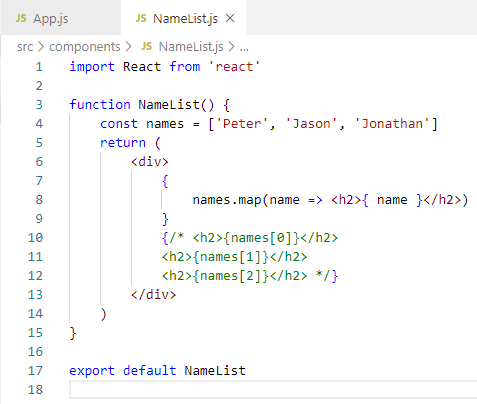 JS App.js JS NameList.js ×
src > components > JS NameList.js > ...
1 import React from 'react'
2
3 function NameList() {
4 const names = ['Peter', 'Jason', 'Jonathan']
5 return (
6 <div>
7 {
8 names.map(name => <h2>{ name }</h2>)
9 }
10 {/* <h2>{names[0]}</h2>
11 <h2>{names[1]}</h2>
12 <h2>{names[2]}</h2> */}
13 </div>
14 )
15 }
16
17 export default NameList
18